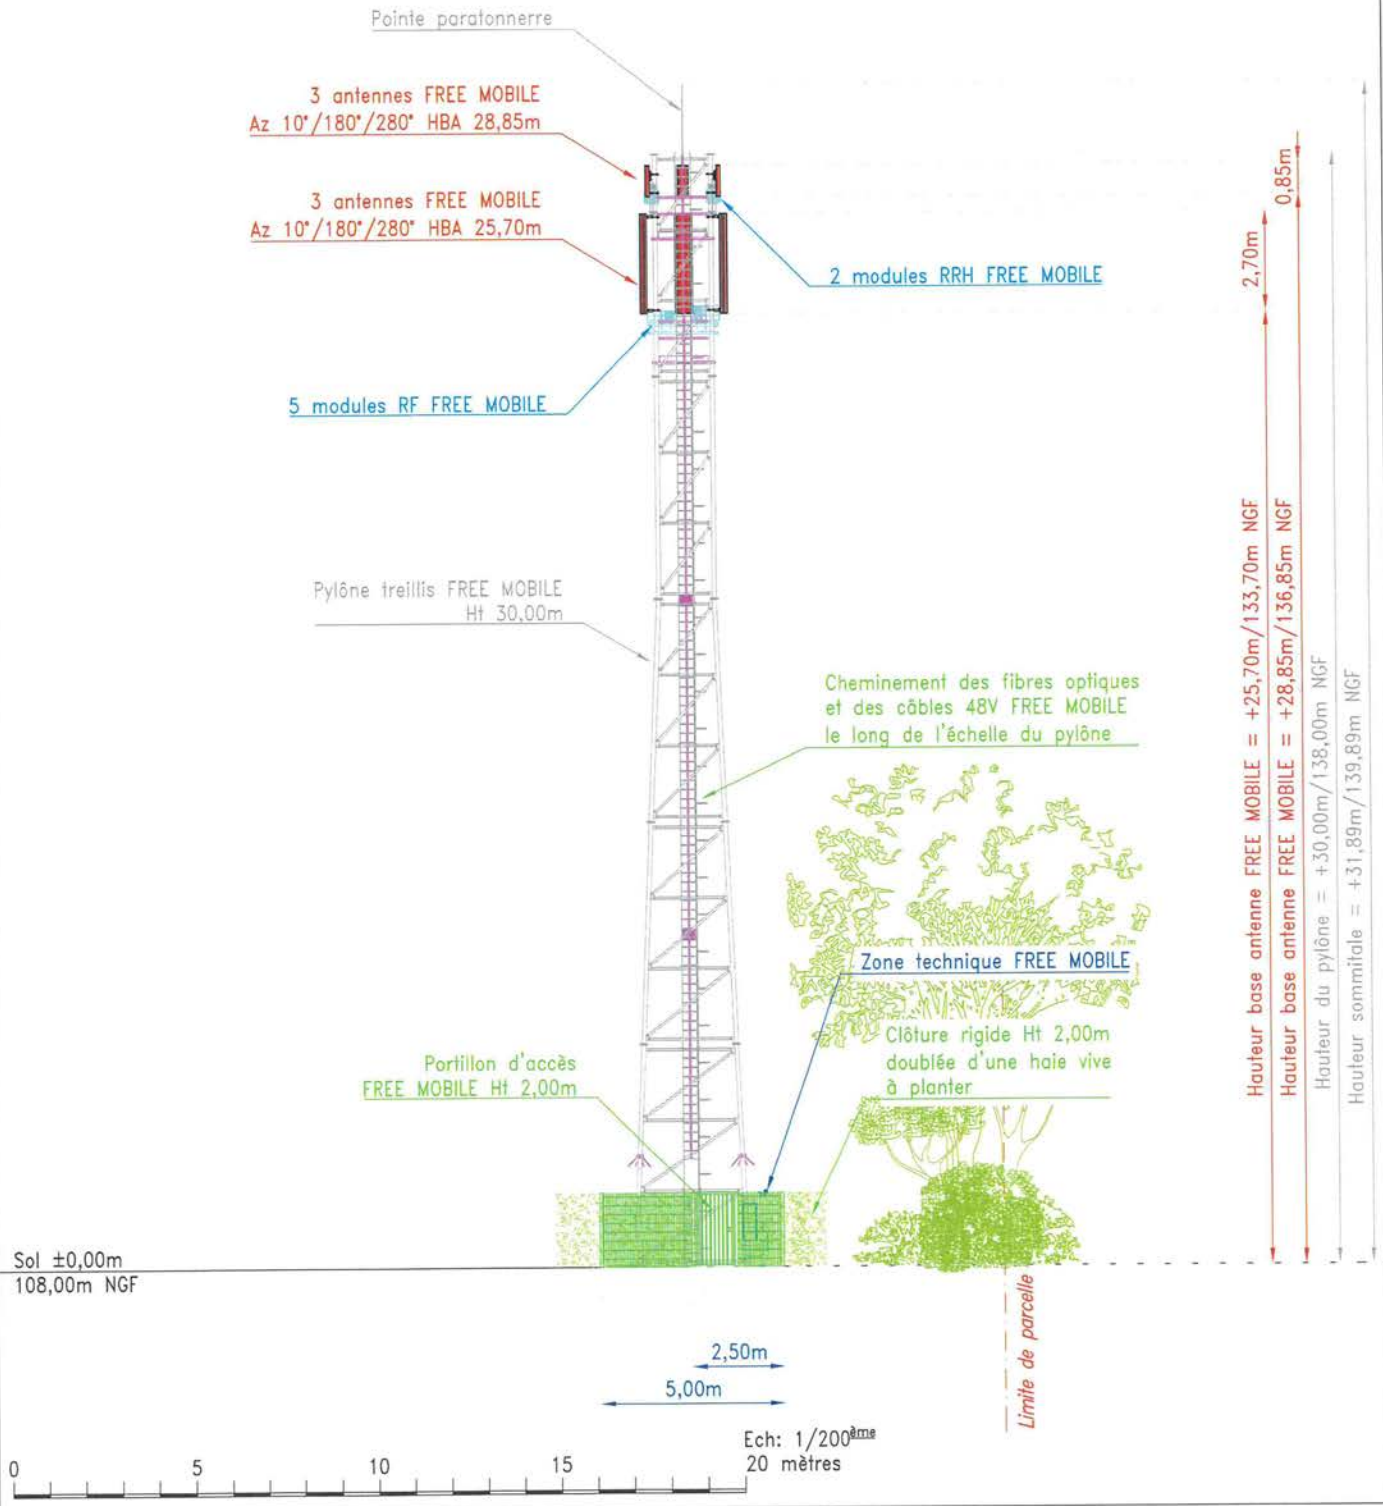 Pointe paratonnerre
3 antennes FREE MOBILE
Az 10°/180°/280° HBA 28,85m
3 antennes FREE MOBILE
Az 10°/180°/280° HBA 25,70m
2 modules RRH FREE MOBILE
5 modules RF FREE MOBILE
Pylône treillis FREE MOBILE
Ht 30,00m
Cheminement des fibres optiques
et des câbles 48V FREE MOBILE
le long de l'échelle du pylône
Zone technique FREE MOBILE
Clôture rigide Ht 2,00m
doublée d'une haie vive
à planter
Portillon d'accès
FREE MOBILE Ht 2,00m
2,70m
0,85m
Hauteur base antenne FREE MOBILE = +25,70m/133,70m NGF
Hauteur base antenne FREE MOBILE = +28,85m/136,85m NGF
Hauteur du pylône = +30,00m/138,00m NGF
Hauteur sommitale = +31,89m/139,89m NGF
Sol ±0,00m
108,00m NGF
Limite de parcelle
2,50m
5,00m
Ech: 1/200ème
0 5 10 15 20 mètres